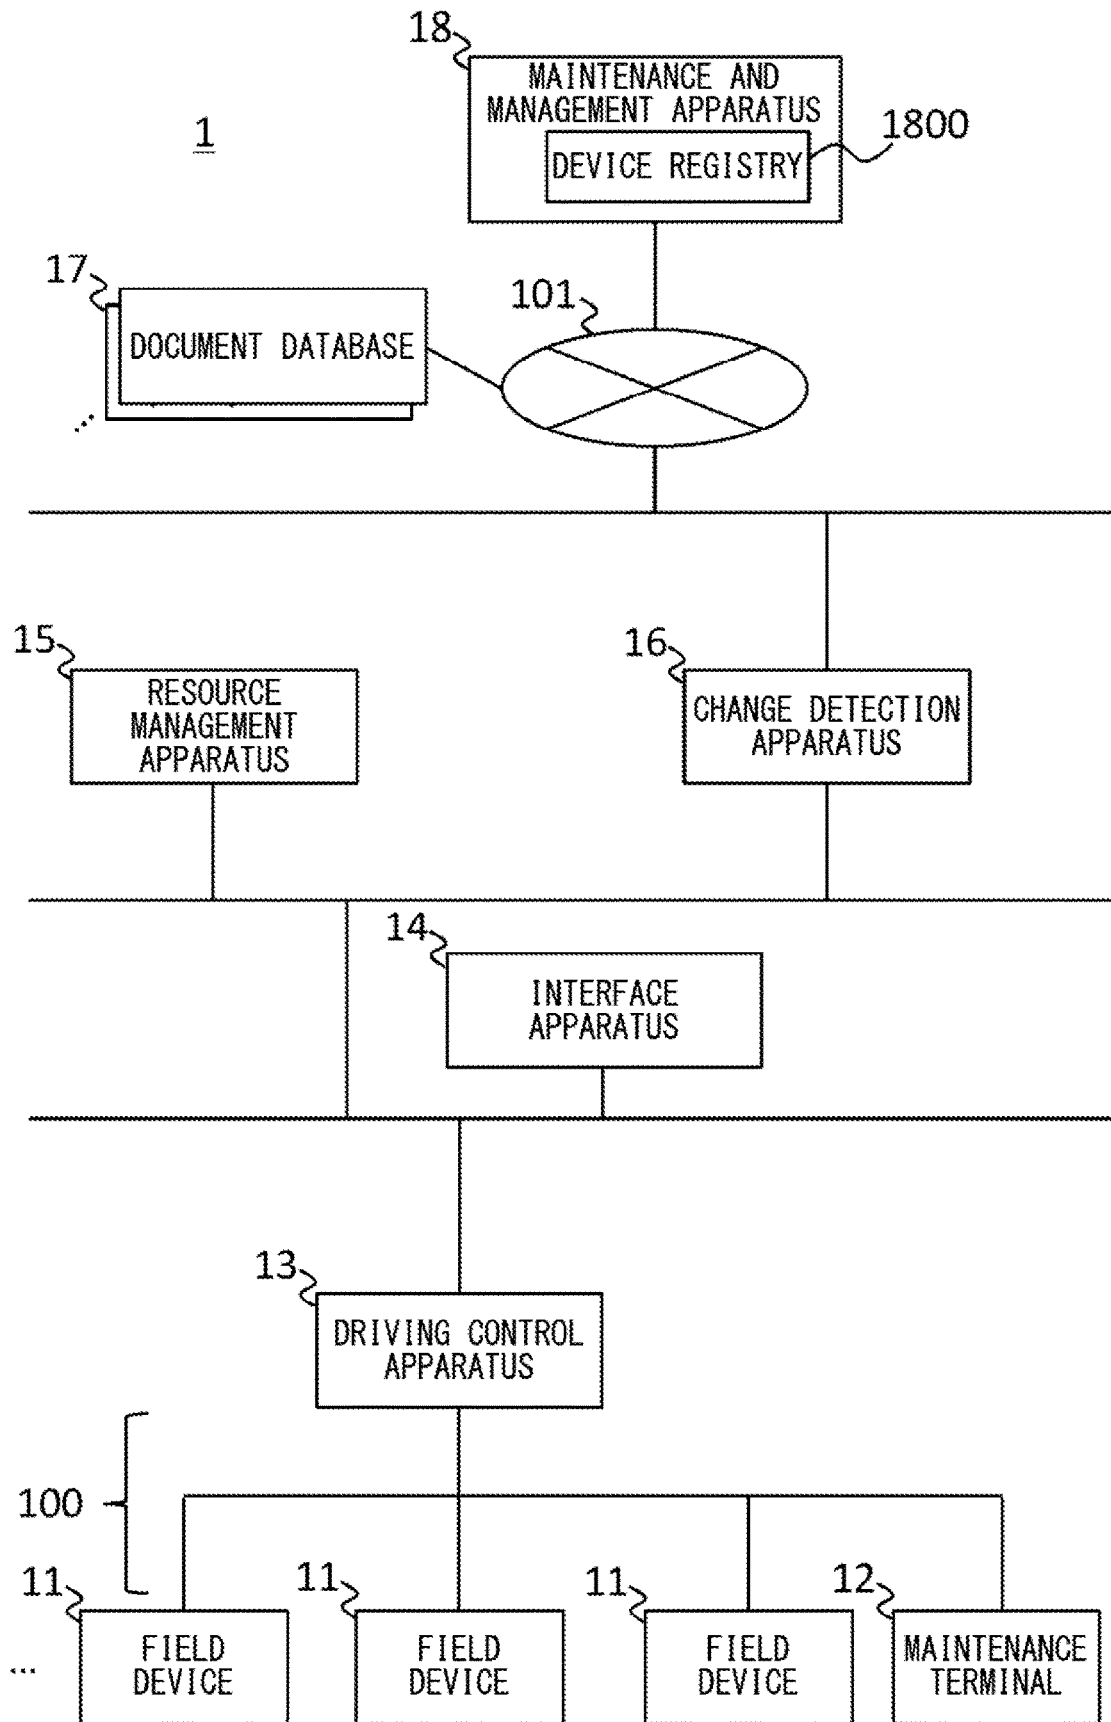 18
MAINTENANCE AND
MANAGEMENT APPARATUS
1
1800
DEVICE REGISTRY
17
101
DOCUMENT DATABASE
...
15
16
RESOURCE
MANAGEMENT
APPARATUS
CHANGE DETECTION
APPARATUS
14
INTERFACE
APPARATUS
13
DRIVING CONTROL
APPARATUS
100
11
11
11
12
FIELD
DEVICE
FIELD
DEVICE
FIELD
DEVICE
MAINTENANCE
TERMINAL
...